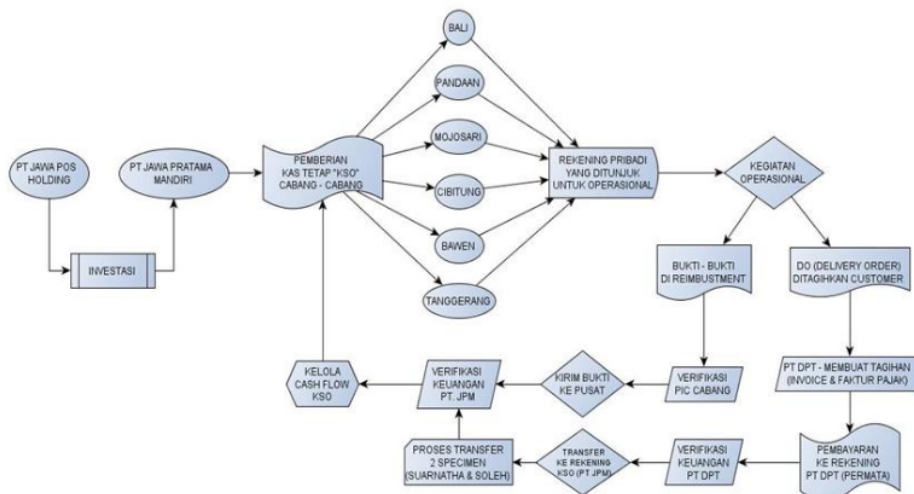 BALI
PANDAAN
MOJOSARI
CIBITUNG
BAWEN
TANGGERANG
PT JAWA POS
HOLDING
INVESTASI
PT JAWA PRATAMA
MANDIRI
PEMBERIAN
KAS TETAP "KSO"
CABANG - CABANG
REKENING PRIBADI
YANG DITUNJUK
UNTUK OPERASIONAL
KEGIATAN
OPERASIONAL
BUKTI - BUKTI
DI REIMBUSTMENT
DO (DELIVERY ORDER)
DITAGIHKAN CUSTOMER
KELOLA
CASH FLOW
KSO
VERIFIKASI
KEUANGAN
PT. JPM
KIRIM BUKTI
KE PUSAT
VERIFIKASI
PIC CABANG
PT DPT - MEMBUAT TAGIHAN
(INVOICE & FAKTUR PAJAK)
PROSES TRANSFER
2 SPECIMEN
(SUARNATHA & SOLEH)
TRANSFER
KE REKENING
KSO (PT JPM)
VERIFIKASI
KEUANGAN
PT DPT
PEMBAYARAN
KE REKENING
PT DPT (PERMATA)